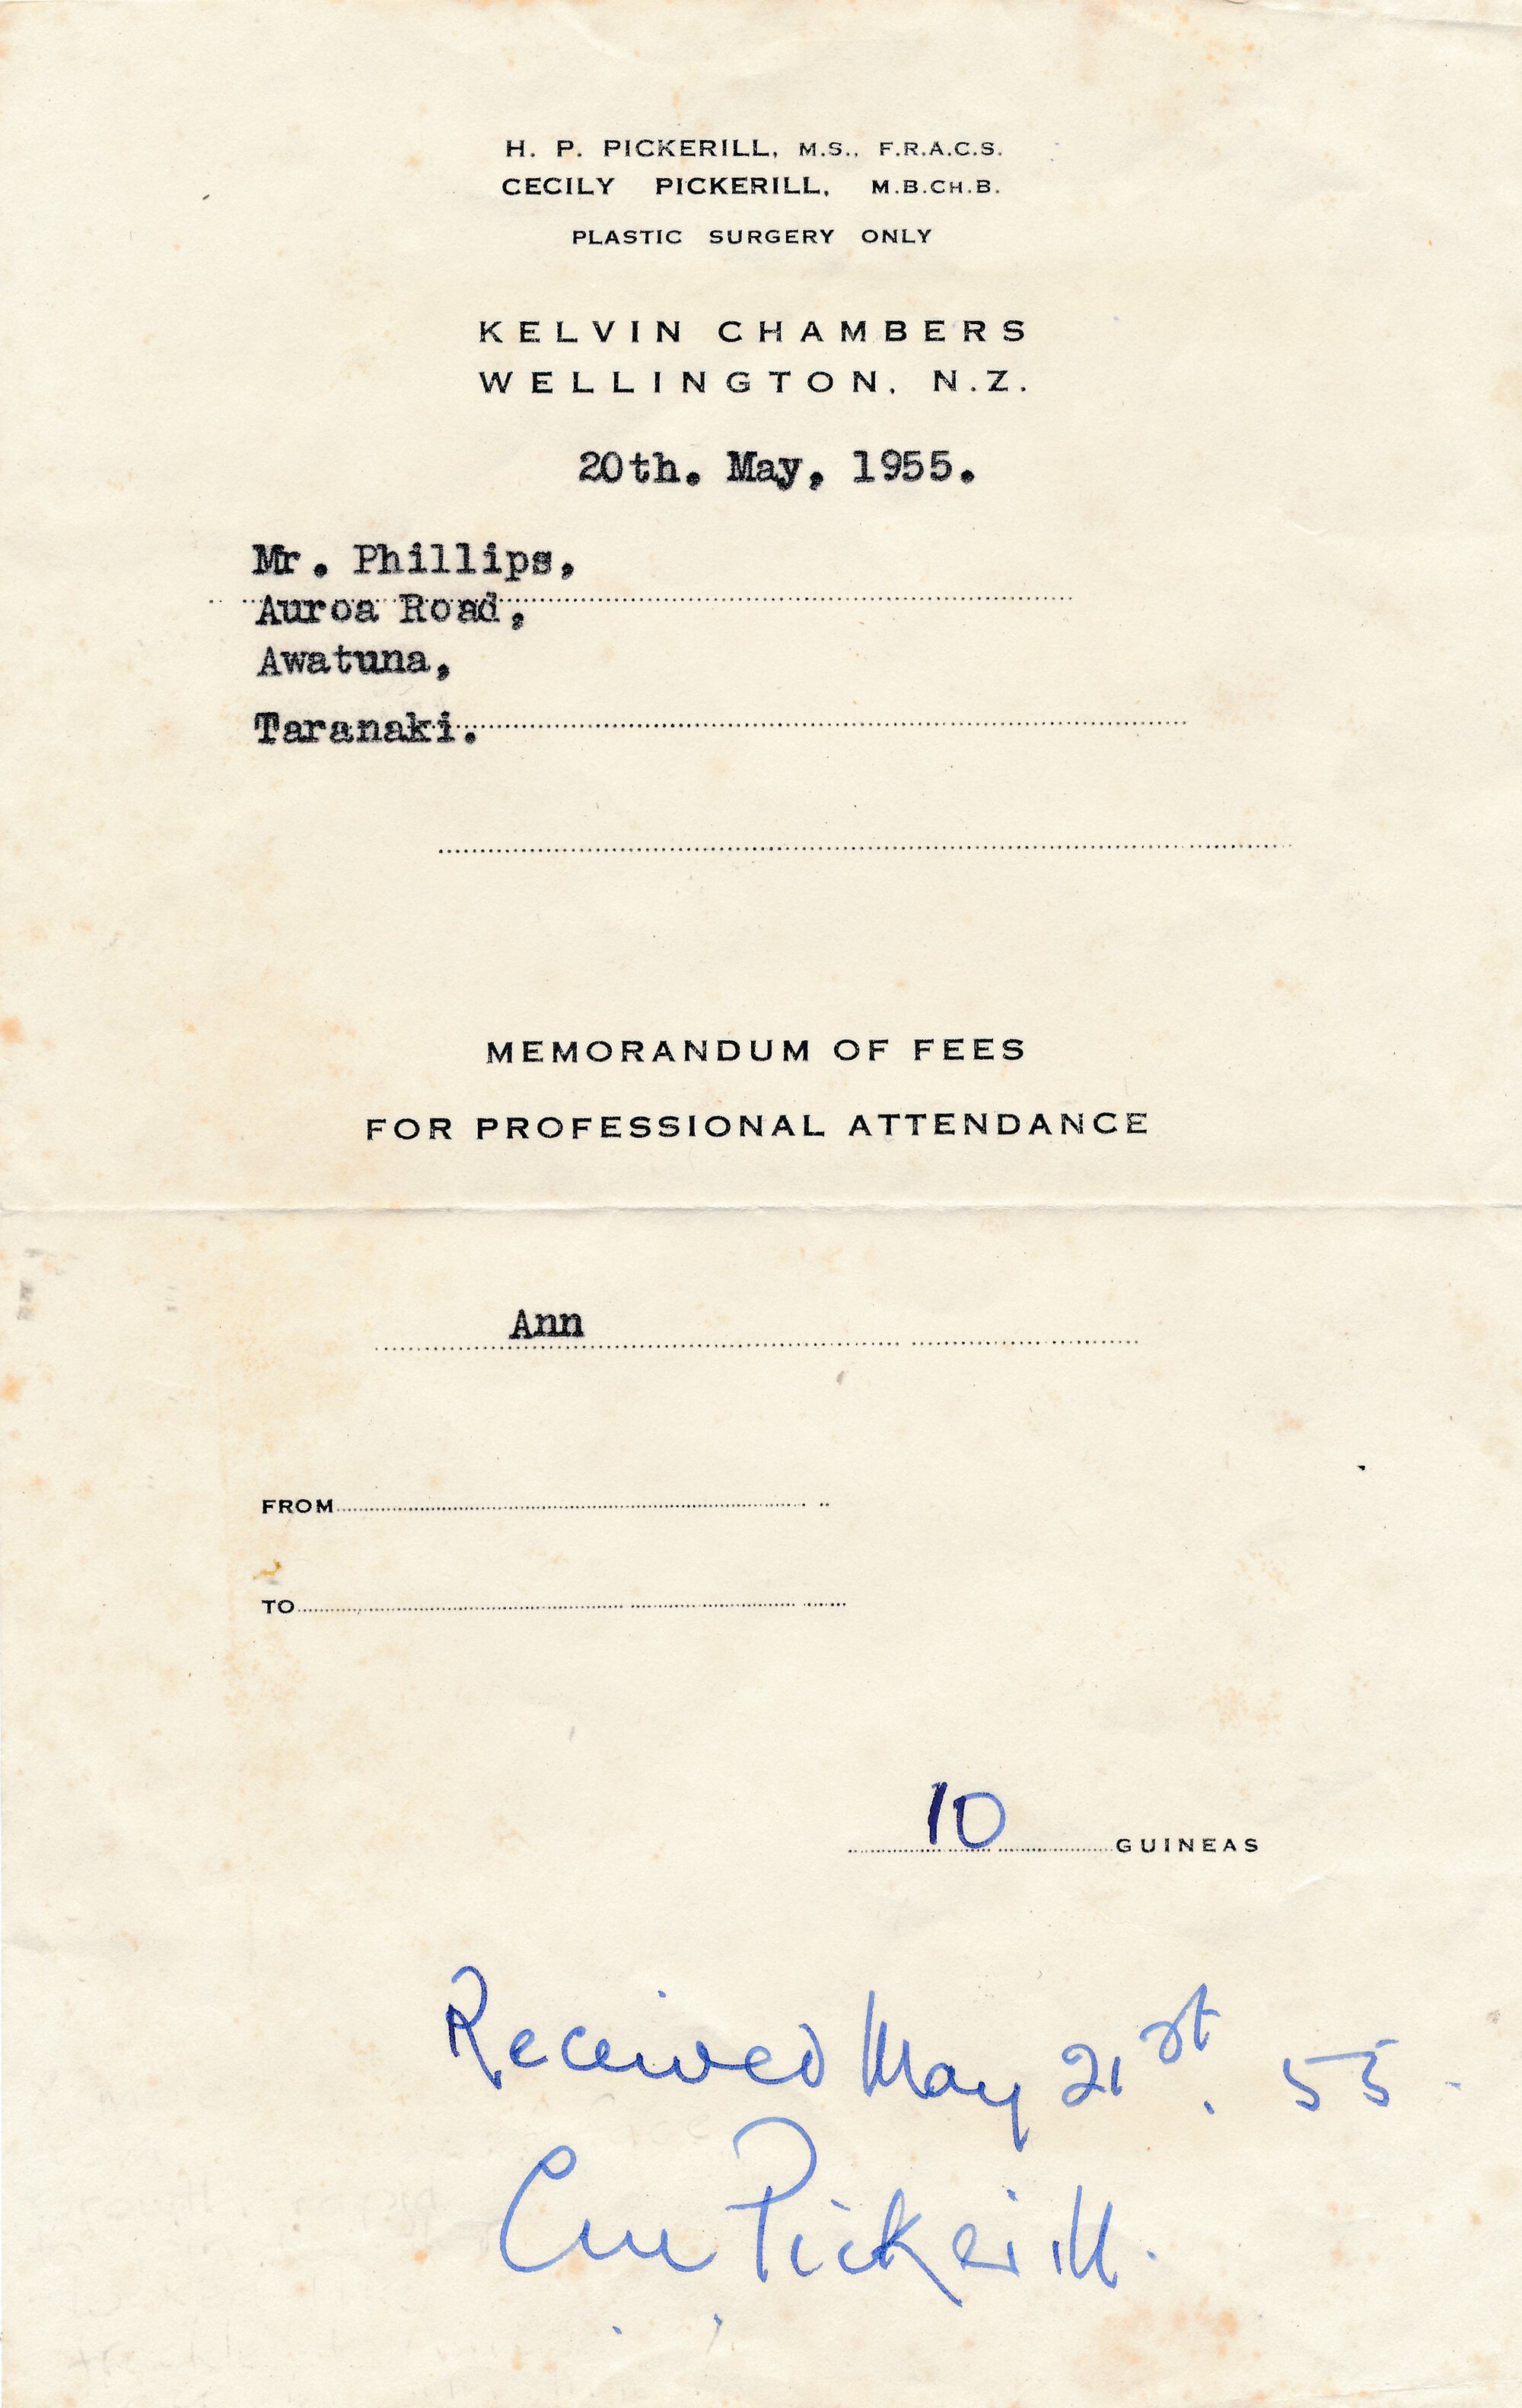 H. P. PICKERILL, M.S., F.R.A.C.S.
CECILY PICKERILL, M.B.CH.B.
PLASTIC SURGERY ONLY
KELVIN CHAMBERS
WELLINGTON, N.Z.
20th. May, 1955.
Mr. Phillips,
Auroa Road,
Awatuna,
Taranaki.
MEMORANDUM OF FEES
FOR PROFESSIONAL ATTENDANCE
Ann
FROM
TO
10 GUINEAS
Received May 21st. 55.
Pickerill.